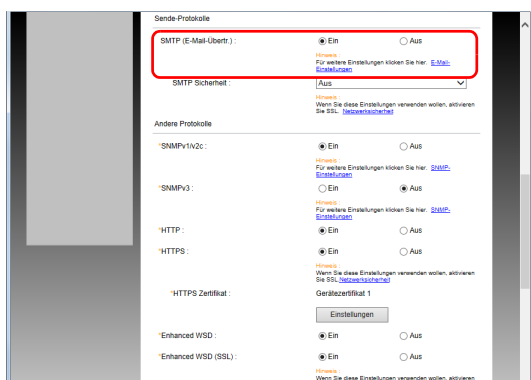 Sende-Protokolle
SMTP (E-Mail-Übertr.) :
Ein
Aus
Hinweis :
Für weitere Einstellungen klicken Sie hier. E-Mail-
Einstellungen
SMTP Sicherheit :
Aus
Hinweis :
Wenn Sie diese Einstellungen verwenden wollen, aktivieren
Sie SSL. Netzwerksicherheit
Andere Protokolle
*SNMPv1/v2c :
Ein
Aus
Hinweis :
Für weitere Einstellungen klicken Sie hier. SNMP-
Einstellungen
*SNMPv3 :
Ein
Aus
Hinweis :
Für weitere Einstellungen klicken Sie hier. SNMP-
Einstellungen
*HTTP :
Ein
Aus
*HTTPS :
Ein
Aus
Hinweis :
Wenn Sie diese Einstellungen verwenden wollen, aktivieren
Sie SSL.Netzwerksicherheit
*HTTPS Zertifikat :
Gerätezertifikat 1
Einstellungen
*Enhanced WSD :
Ein
Aus
*Enhanced WSD (SSL) :
Ein
Aus
Hinweis :
Wenn Sie diese Einstellungen verwenden wollen, aktivieren